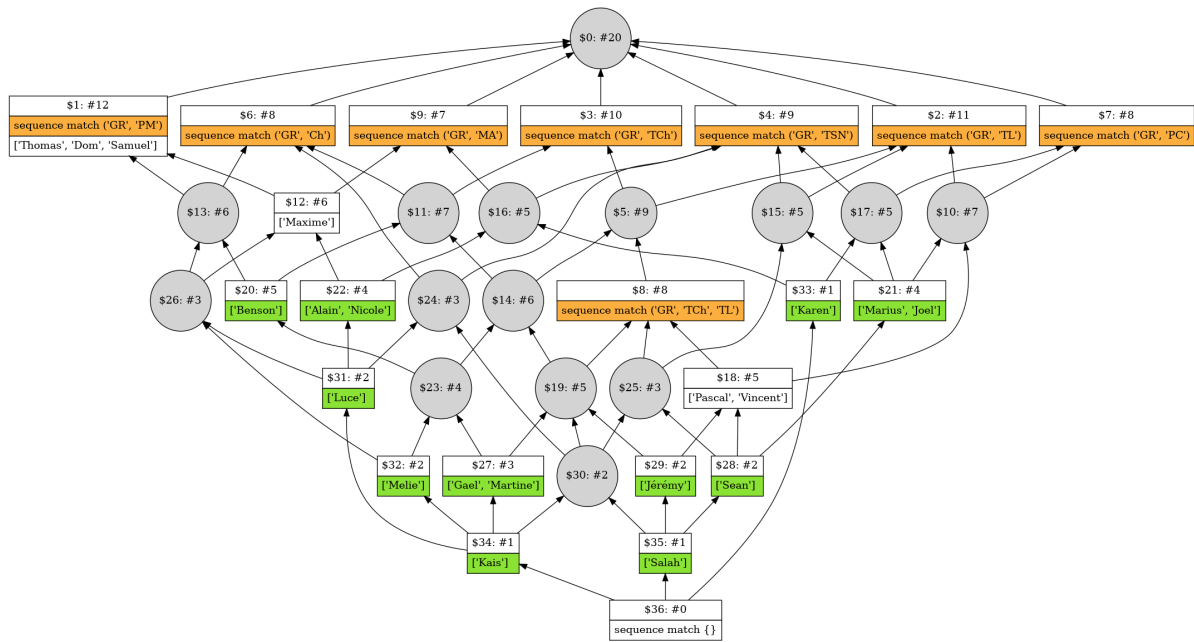 $0: #20
$1: #12
sequence match ('GR', 'PM')
['Thomas', 'Dom', 'Samuel']
$6: #8
sequence match ('GR', 'Ch')
$9: #7
sequence match ('GR', 'MA')
$3: #10
sequence match ('GR', 'TCh')
$4: #9
sequence match ('GR', 'TSN')
$2: #11
sequence match ('GR', 'TL')
$7: #8
sequence match ('GR', 'PC')
$13: #6
$12: #6
['Maxime']
$11: #7
$16: #5
$5: #9
$15: #5
$17: #5
$10: #7
$26: #3
$20: #5
['Benson']
$22: #4
['Alain', 'Nicole']
$24: #3
$14: #6
$8: #8
sequence match ('GR', 'TCh', 'TL')
$33: #1
['Karen']
$21: #4
['Marius', 'Joel']
$31: #2
['Luce']
$23: #4
$19: #5
$25: #3
$18: #5
['Pascal', 'Vincent']
$32: #2
['Melie']
$27: #3
['Gael', 'Martine']
$30: #2
$29: #2
['Jérémy']
$28: #2
['Sean']
$34: #1
['Kais']
$35: #1
['Salah']
$36: #0
sequence match {}